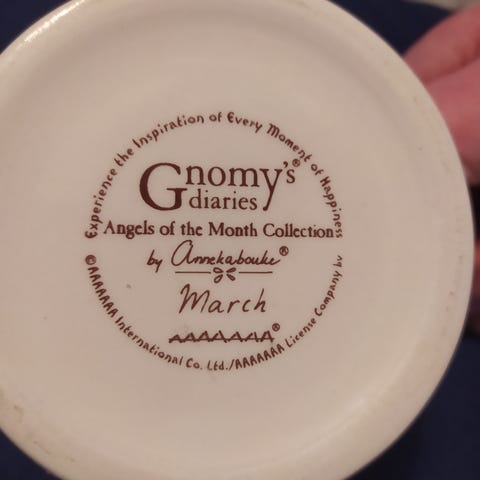 Experience the Inspiration of Every Moment of Happiness
Gnomy's®
diaries
Angels of the Month Collection
by Annekabouke®
March
AAAAAAA®
©AAAAAAA International Co. Ltd./AAAAAAA License Company bv